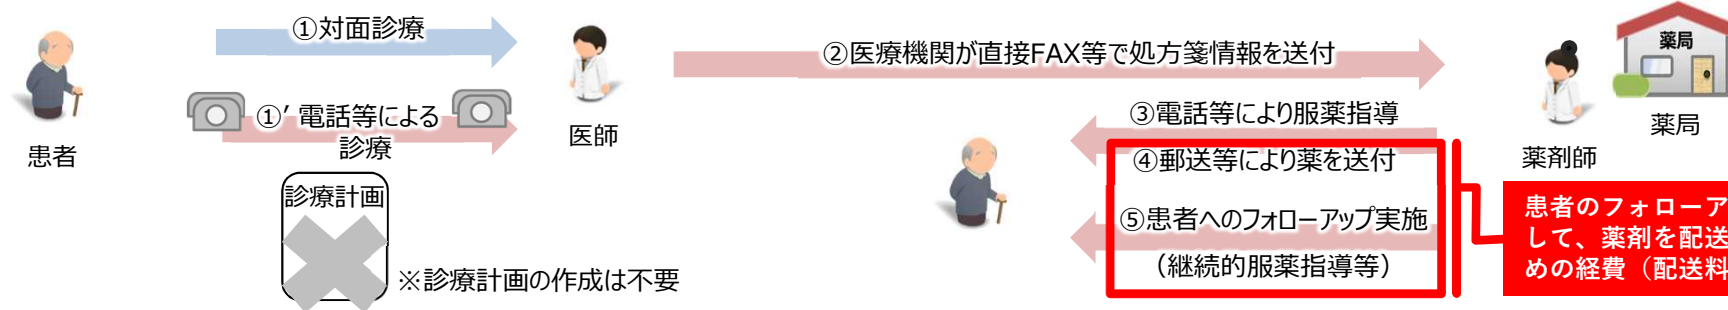 ①対面診療
①’電話等による
診療
患者
医師
診療計画
※診療計画の作成は不要
②医療機関が直接FAX等で処方箋情報を送付
③電話等により服薬指導
④郵送等により薬を送付
⑤患者へのフォローアップ実施
（継続的服薬指導等）
薬局
薬局
薬剤師
患者のフォローア
して、薬剤を配送
めの経費（配送料